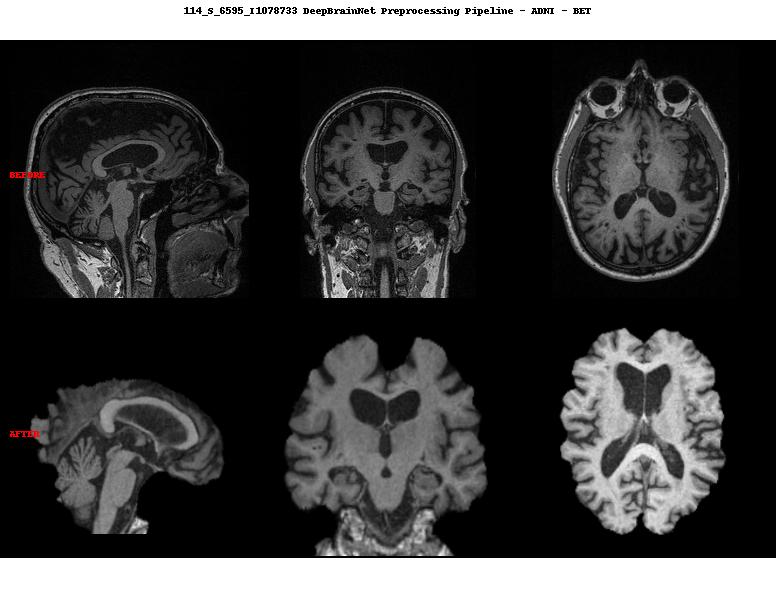 114_S_6595_I1078733 DeepBrainNet Preprocessing Pipeline - ADNI - BET
BEFORE
AFTER